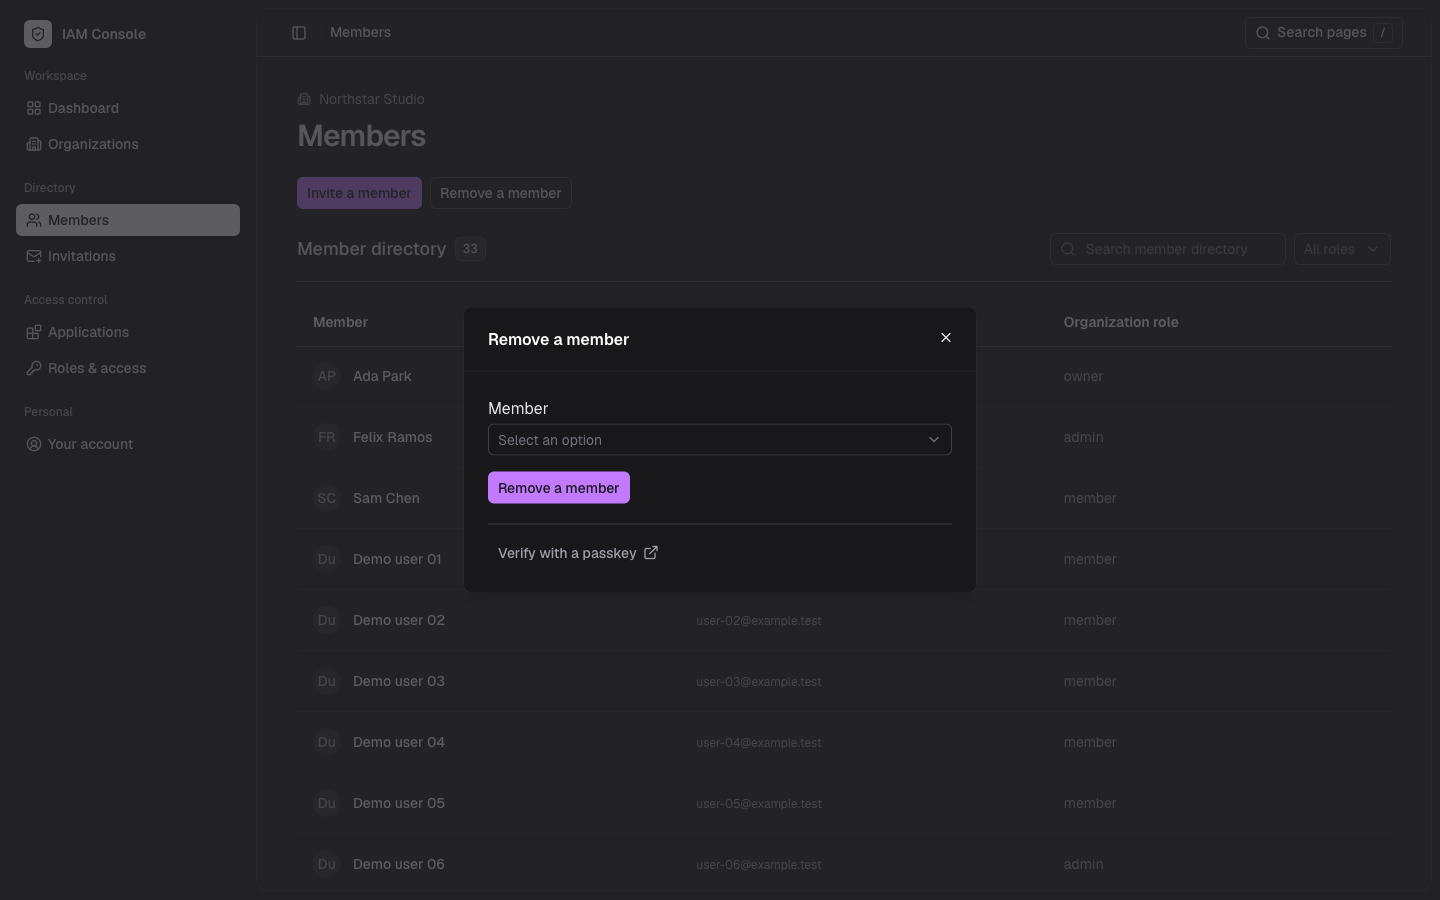 IAM Console
Workspace
Dashboard
Organizations
Directory
Members
Invitations
Access control
Applications
Roles & access
Personal
Your account
Members
Search pages /
Northstar Studio
Members
Invite a member
Remove a member
Member directory 33
Search member directory
All roles
Member
Organization role
AP Ada Park
owner
FR Felix Ramos
admin
SC Sam Chen
member
Du Demo user 01
member
Du Demo user 02 user-02@example.test member
Du Demo user 03 user-03@example.test member
Du Demo user 04 user-04@example.test member
Du Demo user 05 user-05@example.test member
Du Demo user 06 user-06@example.test admin
Remove a member
Member
Select an option
Remove a member
Verify with a passkey